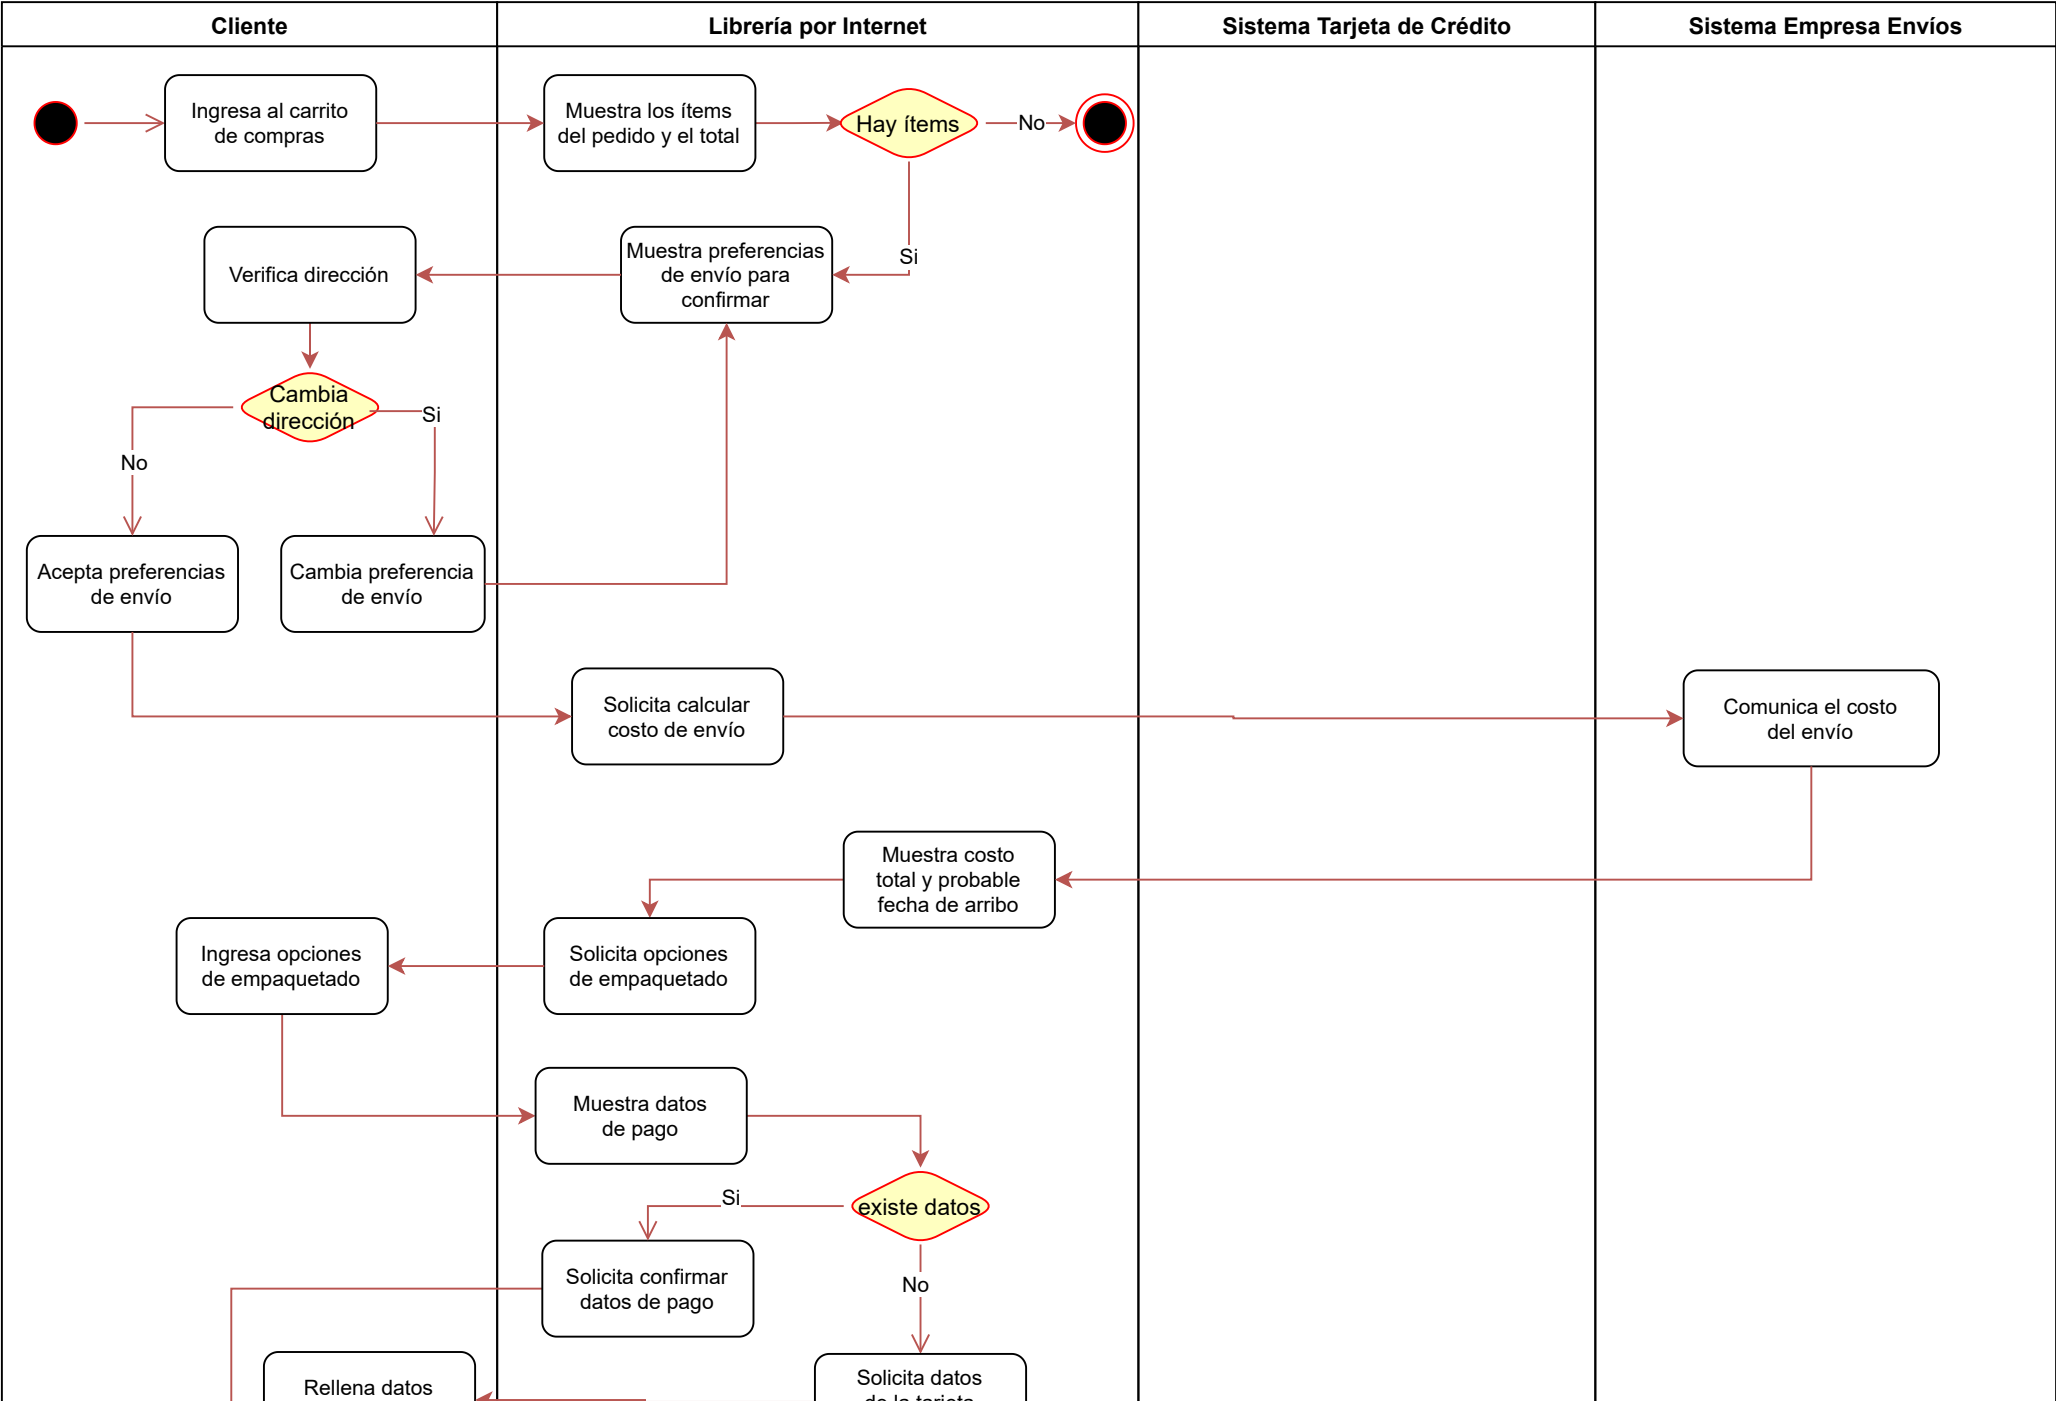 Cliente
Librería por Internet
Sistema Tarjeta de Crédito
Sistema Empresa Envíos
Ingresa al carrito
de compras
Muestra los ítems
del pedido y el total
Hay ítems
No
Si
Muestra preferencias
de envío para
confirmar
Verifica dirección
Cambia
dirección
Si
No
Acepta preferencias
de envío
Cambia preferencia
de envío
Solicita calcular
costo de envío
Comunica el costo
del envío
Muestra costo
total y probable
fecha de arribo
Ingresa opciones
de empaquetado
Solicita opciones
de empaquetado
Muestra datos
de pago
Si
existe datos
Solicita confirmar
datos de pago
No
Rellena datos
Solicita datos
de la tarjeta